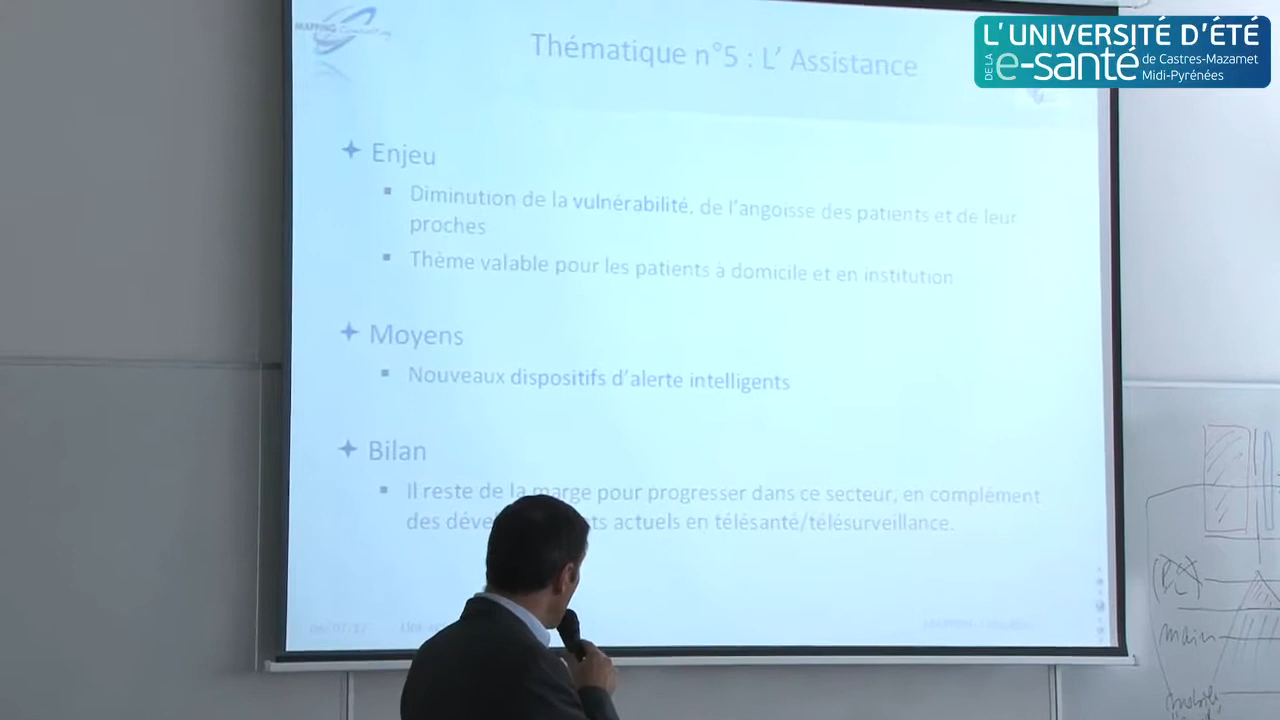 L'UNIVERSITÉ D'ÉTÉ
DE LA e-santé de Castres-Mazamet
Midi-Pyrénées
MAPPING Consulting
Thématique n°5 : L' Assistance
Enjeu
Diminution de la vulnérabilité, de l'angoisse des patients et de leur
proches
Thème valable pour les patients à domicile et en institution
Moyens
Nouveaux dispositifs d'alerte intelligents
Bilan
Il reste de la marge pour progresser dans ce secteur, en complément
des actuels en télésanté/télésurveillance.
main